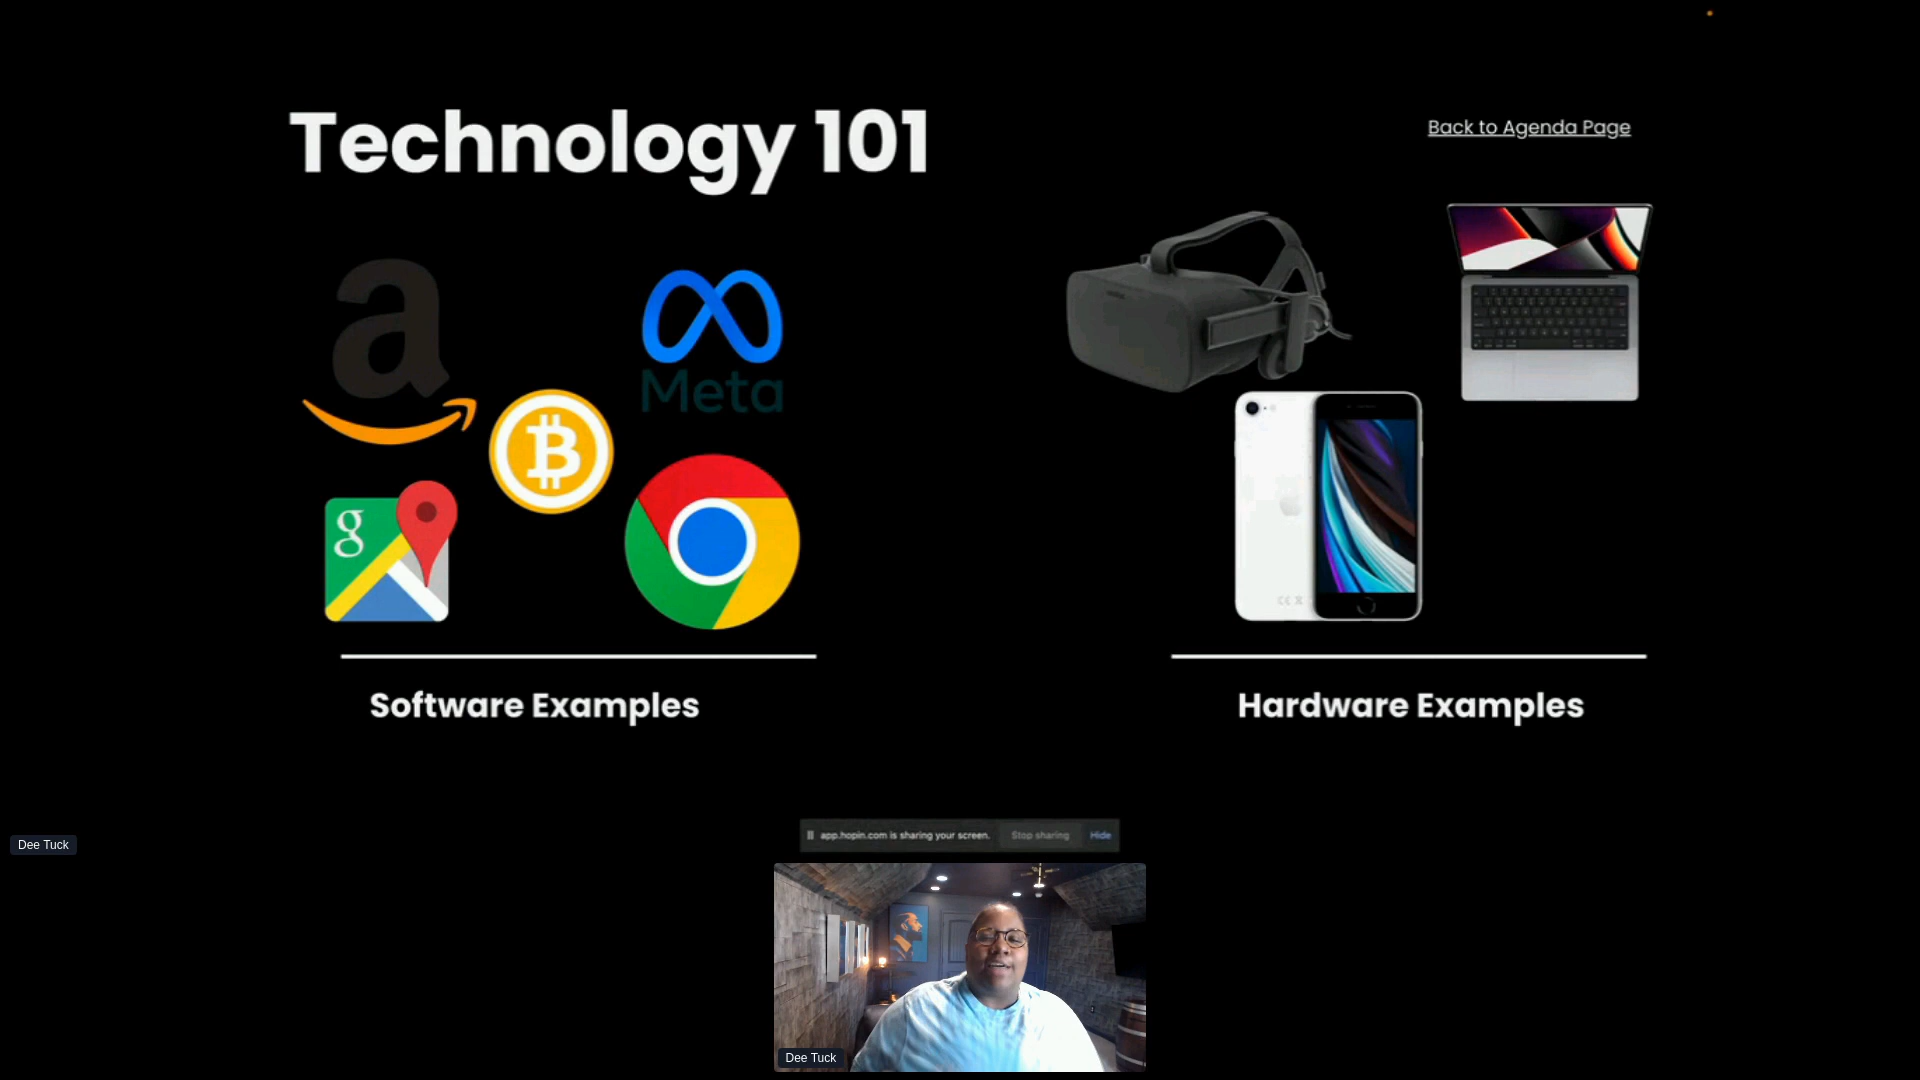 Technology 101
Back to Agenda Page
a
Meta
B
g
Software Examples
Hardware Examples
app.hopin.com is sharing your screen. Stop sharing Hide
Dee Tuck
Dee Tuck